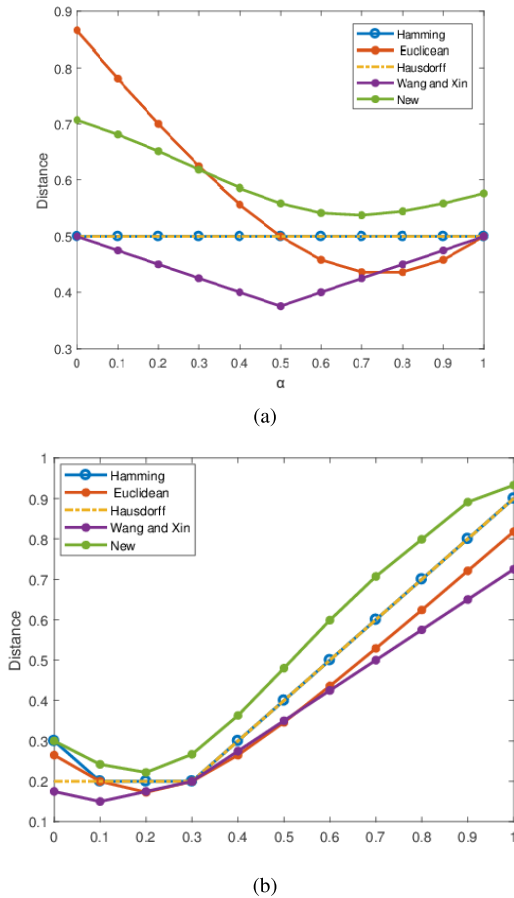 0.9
0.8
0.7
0.6
0.5
0.4
0.3
Distance
Hamming
Euclicean
Hausdorff
Wang and Xin
New
0 0.1 0.2 0.3 0.4 0.5 0.6 0.7 0.8 0.9 1
α
(a)
1
0.9
0.8
0.7
0.6
0.5
0.4
0.3
0.2
0.1
Distance
Hamming
Euclidean
Hausdorff
Wang and Xin
New
0 0.1 0.2 0.3 0.4 0.5 0.6 0.7 0.8 0.9 1
(b)